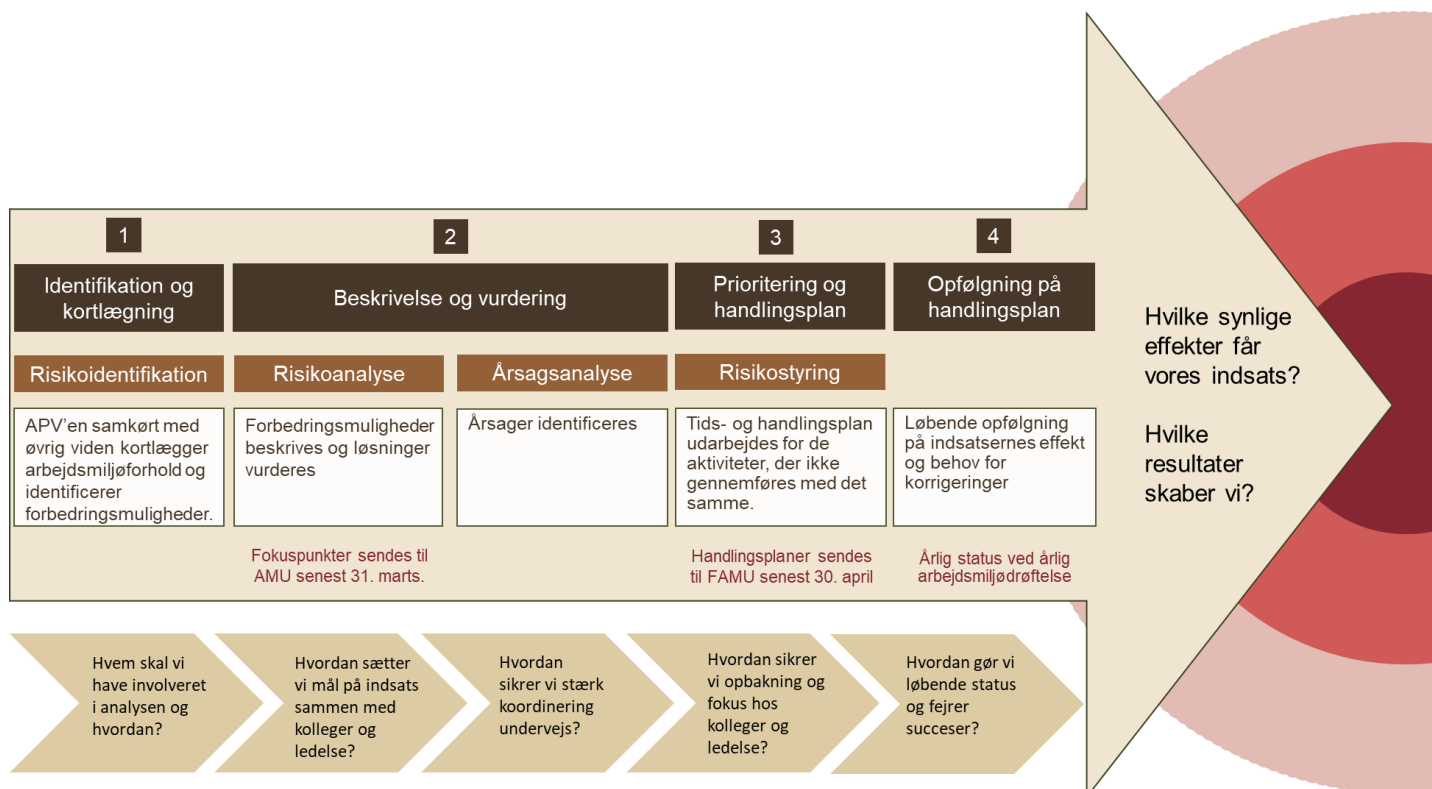 1
2
3
4
Identifikation og
kortlægning
Beskrivelse og vurdering
Prioritering og
handlingsplan
Opfølgning på
handlingsplan
Risikoidentifikation
Risikoanalyse
Årsagsanalyse
Risikostyring
APV’en samkørt med
øvrig viden kortlægger
arbejdsmiljøforhold og
identificerer
forbedringsmuligheder.
Forbedringsmuligheder
beskrives og løsninger
vurderes
Årsager identificeres
Tids- og handlingsplan
udarbejdes for de
aktiviteter, der ikke
gennemføres med det
samme.
Løbende opfølgning
på indsatsernes effekt
og behov for
korrigeringer
Fokuspunkter sendes til
AMU senest 31. marts.
Handlingsplaner sendes
til FAMU senest 30. april
Årlig status ved årlig
arbejdsmiljødrøftelse
Hvilke synlige
effekter får
vores indsats?
Hvilke
resultater
skaber vi?
Hvem skal vi
have involveret
i analysen og
hvordan?
Hvordan sætter
vi mål på indsats
sammen med
kolleger og
ledelse?
Hvordan
sikrer vi stærk
koordinering
undervejs?
Hvordan sikrer
vi opbakning og
fokus hos
kolleger og
ledelse?
Hvordan gør vi
løbende status
og fejrer
succeser?